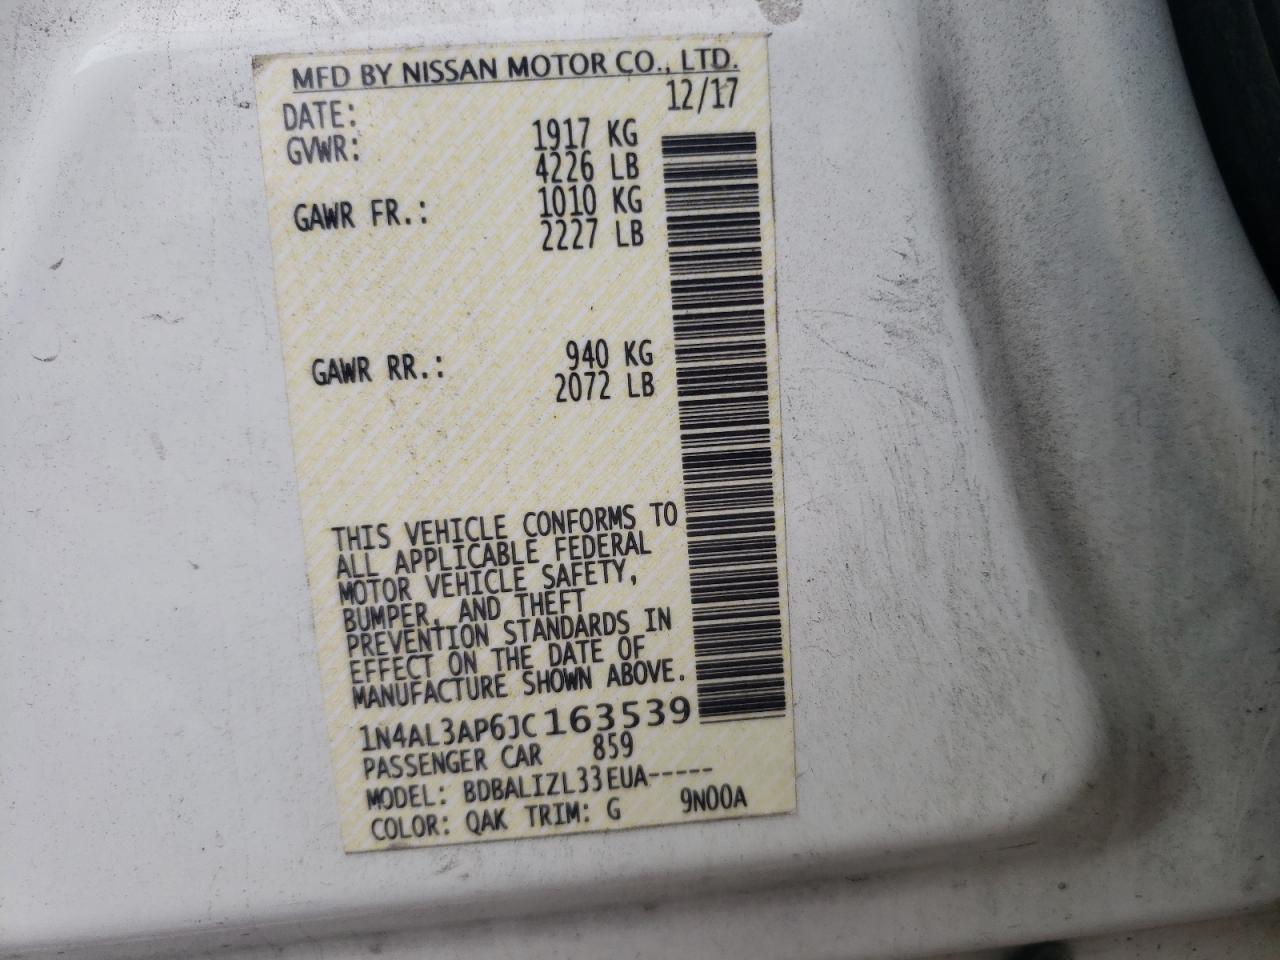 MFD BY NISSAN MOTOR CO., LTD.
DATE: 12/17
GVWR: 1917 KG
4226 LB
GAWR FR.: 1010 KG
2227 LB
GAWR RR.: 940 KG
2072 LB
THIS VEHICLE CONFORMS TO
ALL APPLICABLE FEDERAL
MOTOR VEHICLE SAFETY,
BUMPER, AND THEFT
PREVENTION STANDARDS IN
EFFECT ON THE DATE OF
MANUFACTURE SHOWN ABOVE.
1N4AL3AP6JC163539
PASSENGER CAR 859
MODEL: BDBALIZL33EUA-----
COLOR: QAK TRIM: G 9N00A